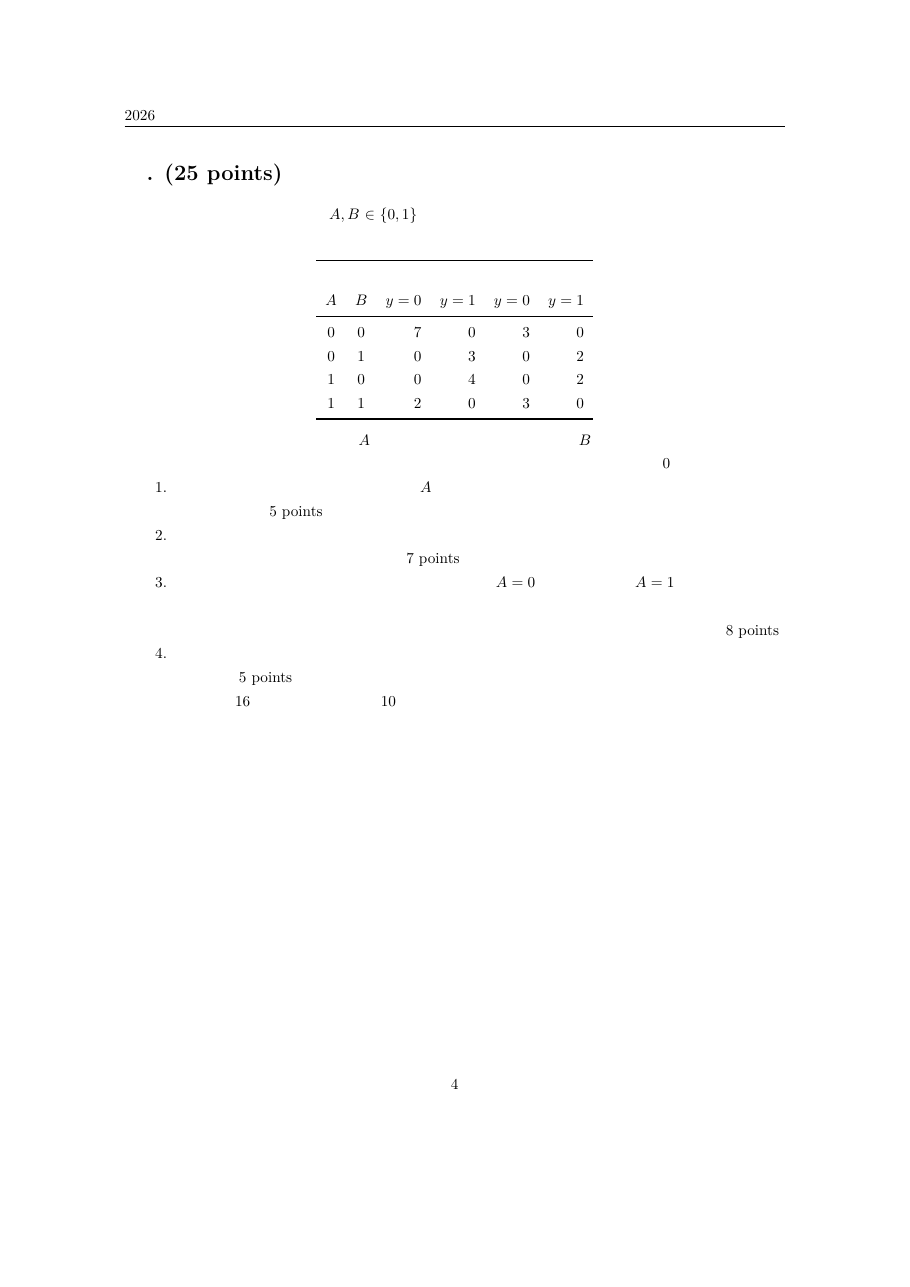 2026
. (25 points)
A, B ∈ {0, 1}
A B y = 0 y = 1 y = 0 y = 1
0 0 7 0 3 0
0 1 0 3 0 2
1 0 0 4 0 2
1 1 2 0 3 0
A B
0
1. A
5 points
2.
7 points
3. A = 0 A = 1
8 points
4.
5 points
16 10
4